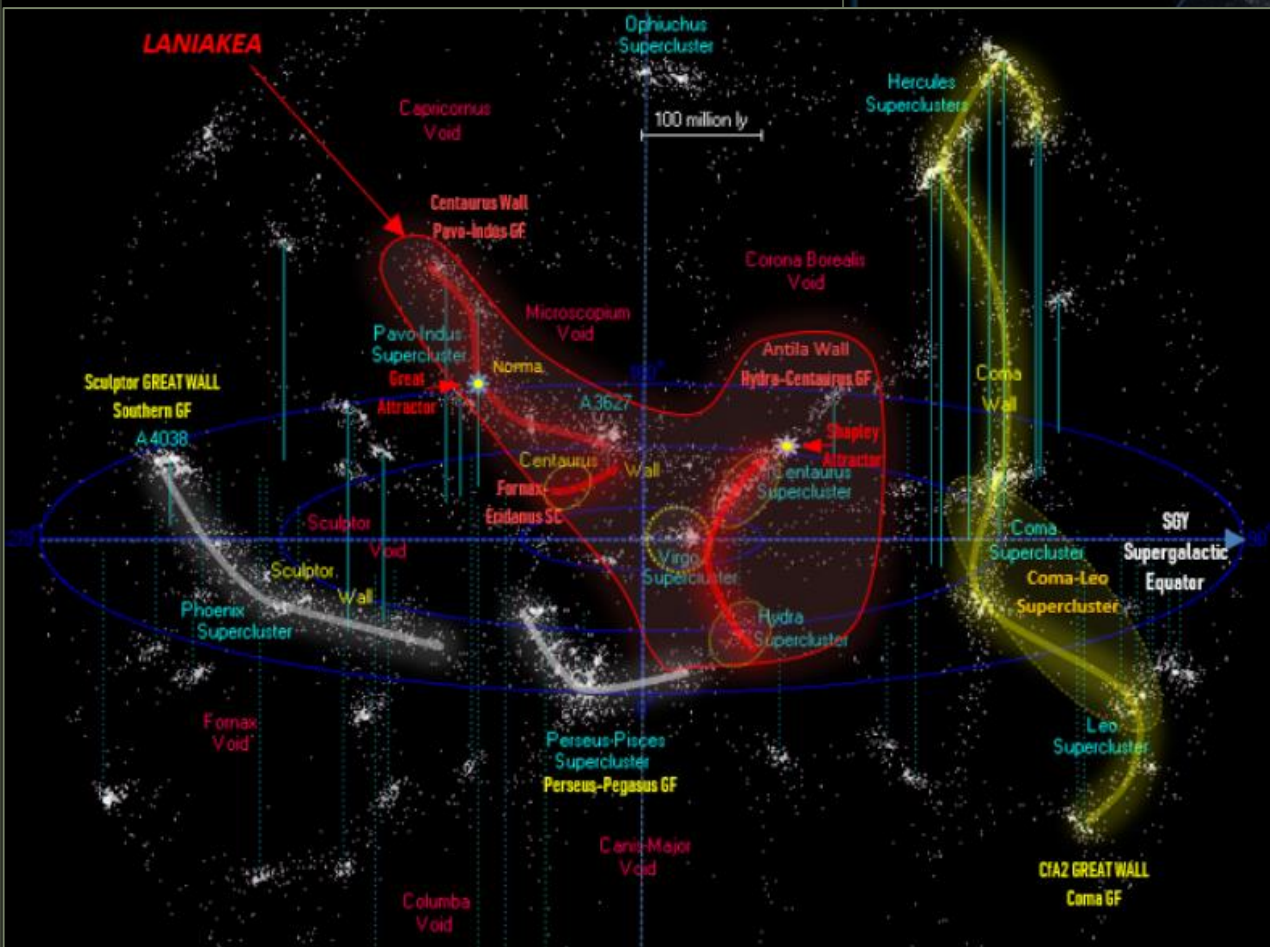 Ophiuchus
Supercluster
LANIAKEA
Hercules
Superclusters
Capricornus
Void
100 million ly
Centaurus Wall
Pavo-Indus GF
Corona Borealis
Void
Microscopium
Void
Pavo-Indus
Supercluster
Antila Wall
Hydra-Centaurus GF
Norma
Great
Attractor
Coma
Wall
Sculptor GREAT WALL
Southern GF
A4038
A3627
Shapley
Attractor
Centaurus
Wall
Centaurus
Supercluster
Fornax-
Eridanus SC
Sculptor
Void
Coma
Supercluster
SGY
Supergalactic
Equator
Virgo
Supercluster
Sculptor
Wall
Coma-Leo
Supercluster
Phoenix
Supercluster
Hydra
Supercluster
Fornax
Void
Leo
Supercluster
Perseus-Pisces
Supercluster
Perseus-Pegasus GF
Canis-Major
Void
CfA2 GREAT WALL
Coma GF
Columba
Void